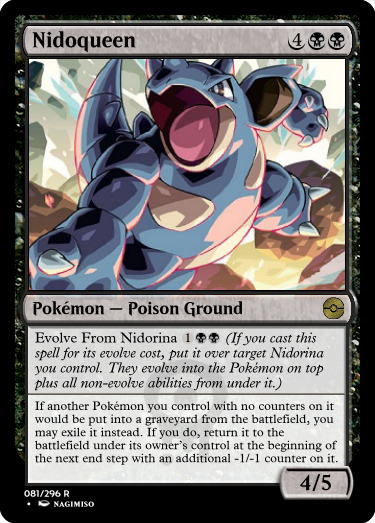 Nidoqueen 4
Pokémon — Poison Ground
Evolve From Nidorina 1 (If you cast this
spell for its evolve cost, put it over target Nidorina
you control. They evolve into the Pokémon on top
plus all non-evolve abilities from under it.)
If another Pokémon you control with no counters on it
would be put into a graveyard from the battlefield, you
may exile it instead. If you do, return it to the
battlefield under its owner's control at the beginning of
the next end step with an additional -1/-1 counter on it.
4/5
081/296 R
• NAGIMISO